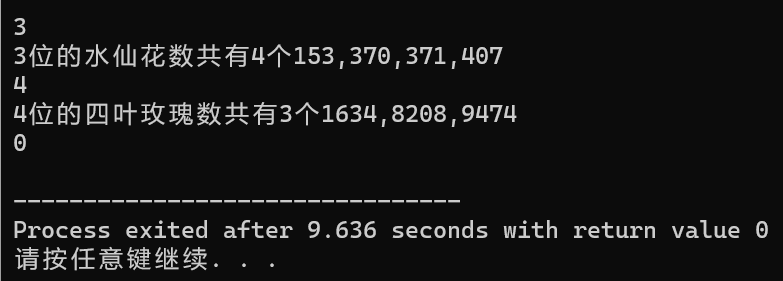 3
3位的水仙花数共有4个153,370,371,407
4
4位的四叶玫瑰数共有3个1634,8208,9474
0
--------------------------------
Process exited after 9.636 seconds with return value 0
请按任意键继续. . .